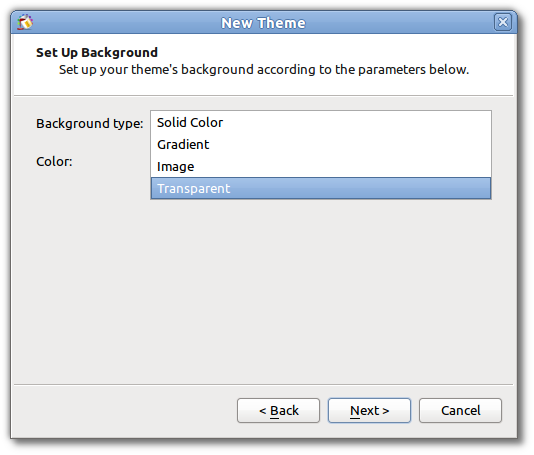 New Theme
Set Up Background
Set up your theme's background according to the parameters below.
Background type:
Solid Color
Gradient
Image
Transparent
Color:
< Back
Next >
Cancel